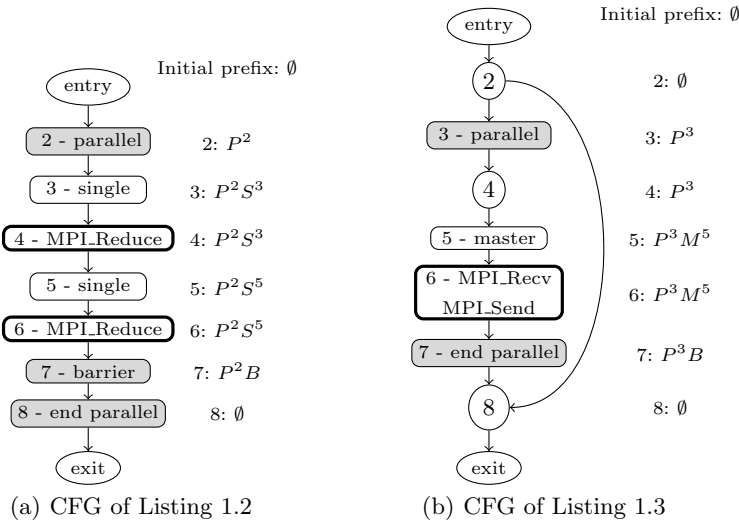 Initial prefix: ∅
entry
2 - parallel
2: P²
3 - single
3: P²S³
4 - MPI_Reduce
4: P²S³
5 - single
5: P²S⁵
6 - MPI_Reduce
6: P²S⁵
7 - barrier
7: P²B
8 - end parallel
8: ∅
exit
(a) CFG of Listing 1.2
Initial prefix: ∅
entry
2
2: ∅
3 - parallel
3: P³
4
4: P³
5 - master
5: P³M⁵
6 - MPI_Recv
MPI_Send
6: P³M⁵
7 - end parallel
7: P³B
8
8: ∅
exit
(b) CFG of Listing 1.3